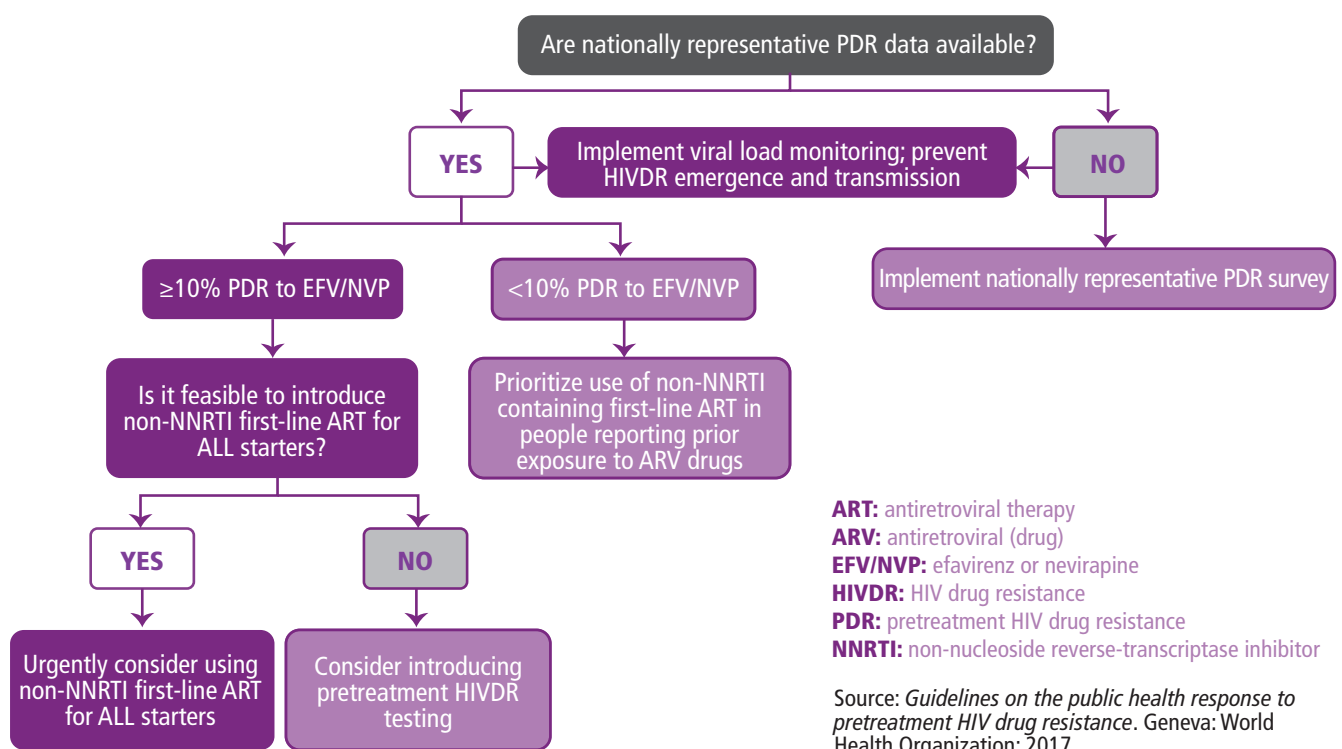 Are nationally representative PDR data available?
YES
Implement viral load monitoring; prevent
HIVDR emergence and transmission
NO
≥10% PDR to EFV/NVP
<10% PDR to EFV/NVP
Implement nationally representative PDR survey
Is it feasible to introduce
non-NNRTI first-line ART for
ALL starters?
Prioritize use of non-NNRTI
containing first-line ART in
people reporting prior
exposure to ARV drugs
YES
NO
Urgently consider using
non-NNRTI first-line ART
for ALL starters
Consider introducing
pretreatment HIVDR
testing
ART: antiretroviral therapy
ARV: antiretroviral (drug)
EFV/NVP: efavirenz or nevirapine
HIVDR: HIV drug resistance
PDR: pretreatment HIV drug resistance
NNRTI: non-nucleoside reverse-transcriptase inhibitor
Source: Guidelines on the public health response to
pretreatment HIV drug resistance. Geneva: World
Health Organization; 2017